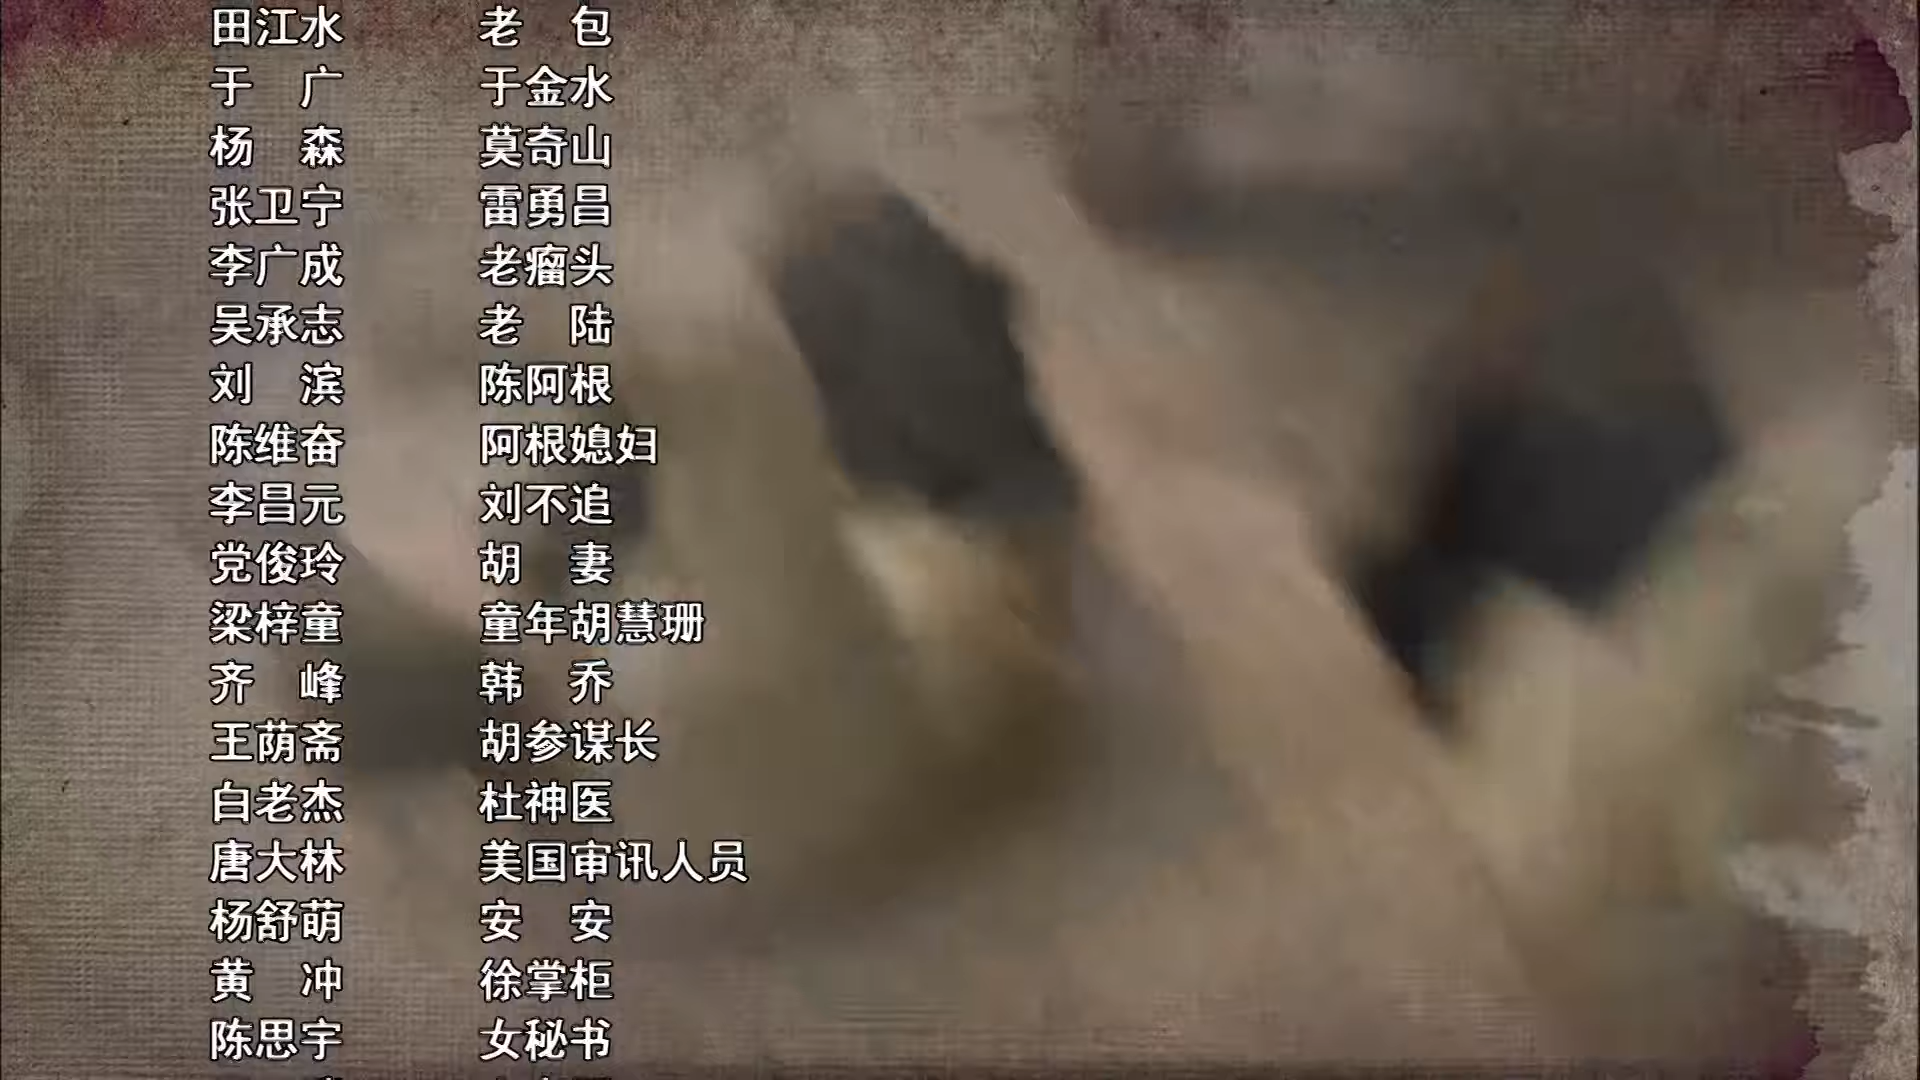 田江水 老 包
于 广 于金水
杨 森 莫奇山
张卫宁 雷勇昌
李广成 老瘤头
吴承志 老 陆
刘 滨 陈阿根
陈维奋 阿根媳妇
李昌元 刘不追
党俊玲 胡 妻
梁梓童 童年胡慧珊
齐 峰 韩 乔
王荫斋 胡参谋长
白老杰 杜神医
唐大林 美国审讯人员
杨舒萌 安 安
黄 冲 徐掌柜
陈思宇 女秘书